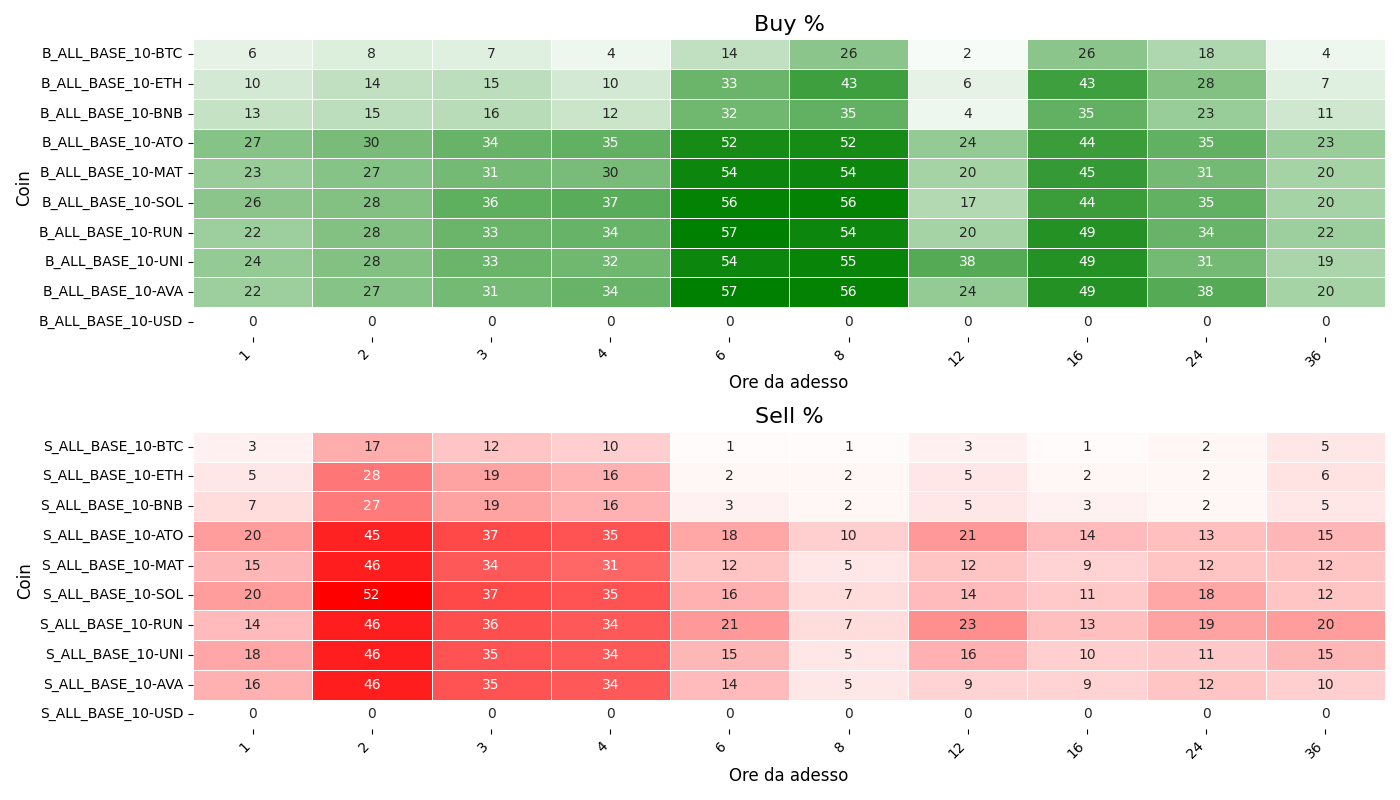 Buy %
B_ALL_BASE_10-BTC 6 8 7 4 14 26 2 26 18 4
B_ALL_BASE_10-ETH 10 14 15 10 33 43 6 43 28 7
B_ALL_BASE_10-BNB 13 15 16 12 32 35 4 35 23 11
B_ALL_BASE_10-ATO 27 30 34 35 52 52 24 44 35 23
B_ALL_BASE_10-MAT 23 27 31 30 54 54 20 45 31 20
B_ALL_BASE_10-SOL 26 28 36 37 56 56 17 44 35 20
B_ALL_BASE_10-RUN 22 28 33 34 57 54 20 49 34 22
B_ALL_BASE_10-UNI 24 28 33 32 54 55 38 49 31 19
B_ALL_BASE_10-AVA 22 27 31 34 57 56 24 49 38 20
B_ALL_BASE_10-USD 0 0 0 0 0 0 0 0 0 0
Coin
1 2 3 4 6 8 12 16 24 36
Ore da adesso
Sell %
S_ALL_BASE_10-BTC 3 17 12 10 1 1 3 1 2 5
S_ALL_BASE_10-ETH 5 28 19 16 2 2 5 2 2 6
S_ALL_BASE_10-BNB 7 27 19 16 3 2 5 3 2 5
S_ALL_BASE_10-ATO 20 45 37 35 18 10 21 14 13 15
S_ALL_BASE_10-MAT 15 46 34 31 12 5 12 9 12 12
S_ALL_BASE_10-SOL 20 52 37 35 16 7 14 11 18 12
S_ALL_BASE_10-RUN 14 46 36 34 21 7 23 13 19 20
S_ALL_BASE_10-UNI 18 46 35 34 15 5 16 10 11 15
S_ALL_BASE_10-AVA 16 46 35 34 14 5 9 9 12 10
S_ALL_BASE_10-USD 0 0 0 0 0 0 0 0 0 0
Coin
1 2 3 4 6 8 12 16 24 36
Ore da adesso